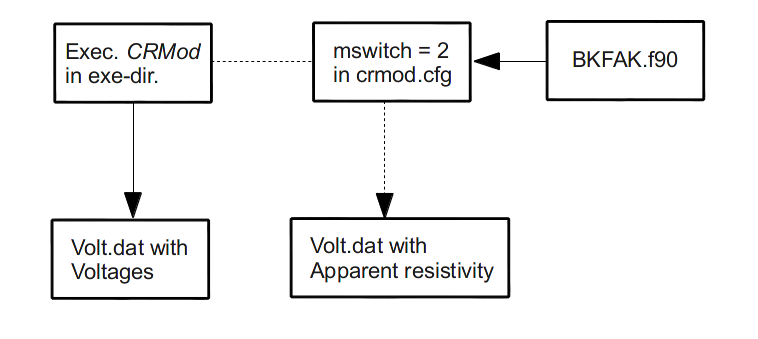 Exec. CRMod
in exe-dir.
mswitch = 2
in crmod.cfg
BKFAK.f90
Volt.dat with
Voltages
Volt.dat with
Apparent resistivity